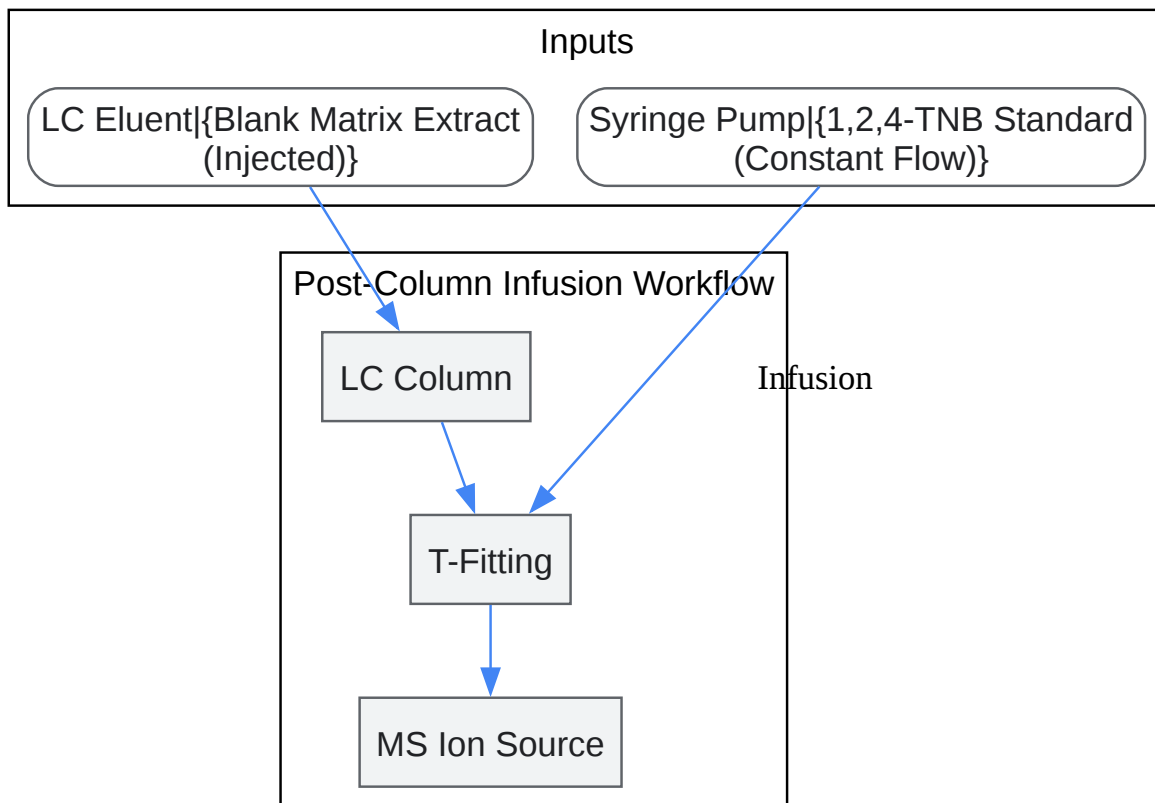 Inputs
LC Eluent|{Blank Matrix Extract
(Injected)}
Syringe Pump|{1,2,4-TNB Standard
(Constant Flow)}
Post-Column Infusion Workflow
LC Column
Infusion
T-Fitting
MS Ion Source